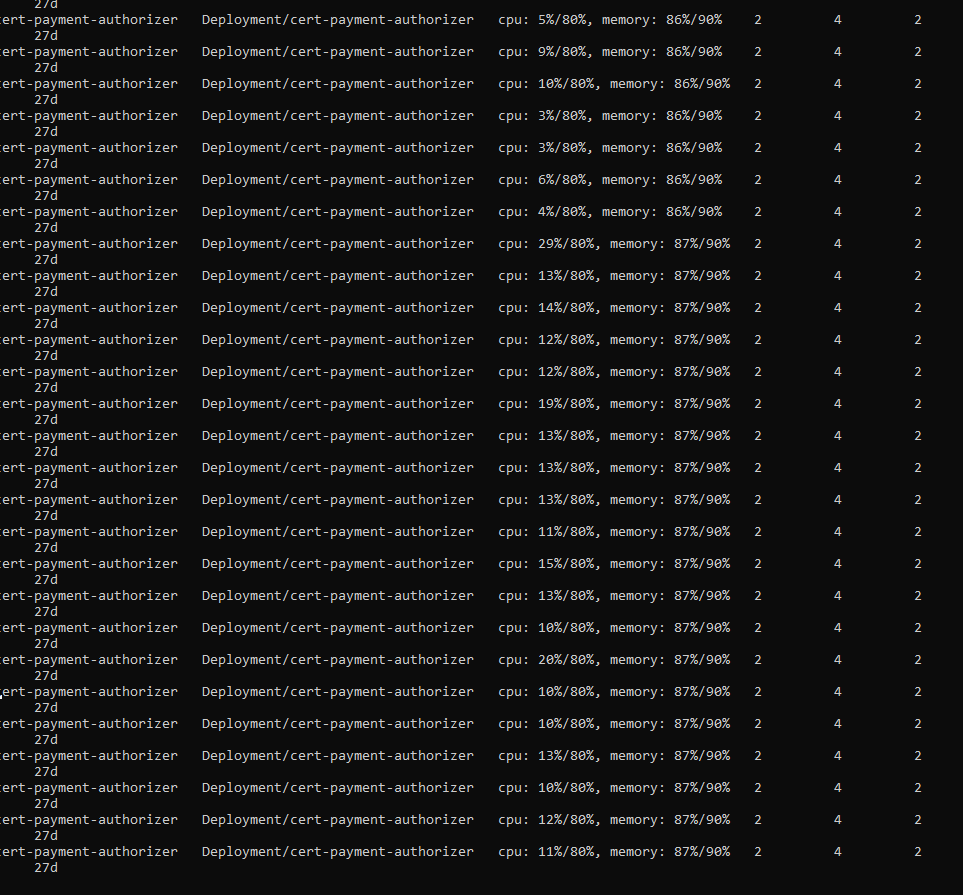 27d
ert-payment-authorizer   Deployment/cert-payment-authorizer   cpu: 5%/80%, memory: 86%/90%    2         4         2
27d
ert-payment-authorizer   Deployment/cert-payment-authorizer   cpu: 9%/80%, memory: 86%/90%    2         4         2
27d
ert-payment-authorizer   Deployment/cert-payment-authorizer   cpu: 10%/80%, memory: 86%/90%   2         4         2
27d
ert-payment-authorizer   Deployment/cert-payment-authorizer   cpu: 3%/80%, memory: 86%/90%    2         4         2
27d
ert-payment-authorizer   Deployment/cert-payment-authorizer   cpu: 3%/80%, memory: 86%/90%    2         4         2
27d
ert-payment-authorizer   Deployment/cert-payment-authorizer   cpu: 6%/80%, memory: 86%/90%    2         4         2
27d
ert-payment-authorizer   Deployment/cert-payment-authorizer   cpu: 4%/80%, memory: 86%/90%    2         4         2
27d
ert-payment-authorizer   Deployment/cert-payment-authorizer   cpu: 29%/80%, memory: 87%/90%   2         4         2
27d
ert-payment-authorizer   Deployment/cert-payment-authorizer   cpu: 13%/80%, memory: 87%/90%   2         4         2
27d
ert-payment-authorizer   Deployment/cert-payment-authorizer   cpu: 14%/80%, memory: 87%/90%   2         4         2
27d
ert-payment-authorizer   Deployment/cert-payment-authorizer   cpu: 12%/80%, memory: 87%/90%   2         4         2
27d
ert-payment-authorizer   Deployment/cert-payment-authorizer   cpu: 12%/80%, memory: 87%/90%   2         4         2
27d
ert-payment-authorizer   Deployment/cert-payment-authorizer   cpu: 19%/80%, memory: 87%/90%   2         4         2
27d
ert-payment-authorizer   Deployment/cert-payment-authorizer   cpu: 13%/80%, memory: 87%/90%   2         4         2
27d
ert-payment-authorizer   Deployment/cert-payment-authorizer   cpu: 13%/80%, memory: 87%/90%   2         4         2
27d
ert-payment-authorizer   Deployment/cert-payment-authorizer   cpu: 13%/80%, memory: 87%/90%   2         4         2
27d
ert-payment-authorizer   Deployment/cert-payment-authorizer   cpu: 11%/80%, memory: 87%/90%   2         4         2
27d
ert-payment-authorizer   Deployment/cert-payment-authorizer   cpu: 15%/80%, memory: 87%/90%   2         4         2
27d
ert-payment-authorizer   Deployment/cert-payment-authorizer   cpu: 13%/80%, memory: 87%/90%   2         4         2
27d
ert-payment-authorizer   Deployment/cert-payment-authorizer   cpu: 10%/80%, memory: 87%/90%   2         4         2
27d
ert-payment-authorizer   Deployment/cert-payment-authorizer   cpu: 20%/80%, memory: 87%/90%   2         4         2
27d
ert-payment-authorizer   Deployment/cert-payment-authorizer   cpu: 10%/80%, memory: 87%/90%   2         4         2
27d
ert-payment-authorizer   Deployment/cert-payment-authorizer   cpu: 10%/80%, memory: 87%/90%   2         4         2
27d
ert-payment-authorizer   Deployment/cert-payment-authorizer   cpu: 13%/80%, memory: 87%/90%   2         4         2
27d
ert-payment-authorizer   Deployment/cert-payment-authorizer   cpu: 10%/80%, memory: 87%/90%   2         4         2
27d
ert-payment-authorizer   Deployment/cert-payment-authorizer   cpu: 12%/80%, memory: 87%/90%   2         4         2
27d
ert-payment-authorizer   Deployment/cert-payment-authorizer   cpu: 11%/80%, memory: 87%/90%   2         4         2
27d